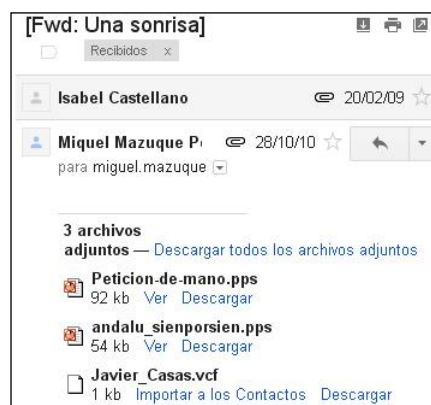 [Fwd: Una sonrisa]
Recibidos x
Isabel Castellano 20/02/09
Miquel Mazuque P 28/10/10
para miguel.mazuque
3 archivos
adjuntos — Descargar todos los archivos adjuntos
Peticion-de-mano.pps
92 kb Ver Descargar
andalu_sienporsien.pps
54 kb Ver Descargar
Javier_Casas.vcf
1 kb Importar a los Contactos Descargar